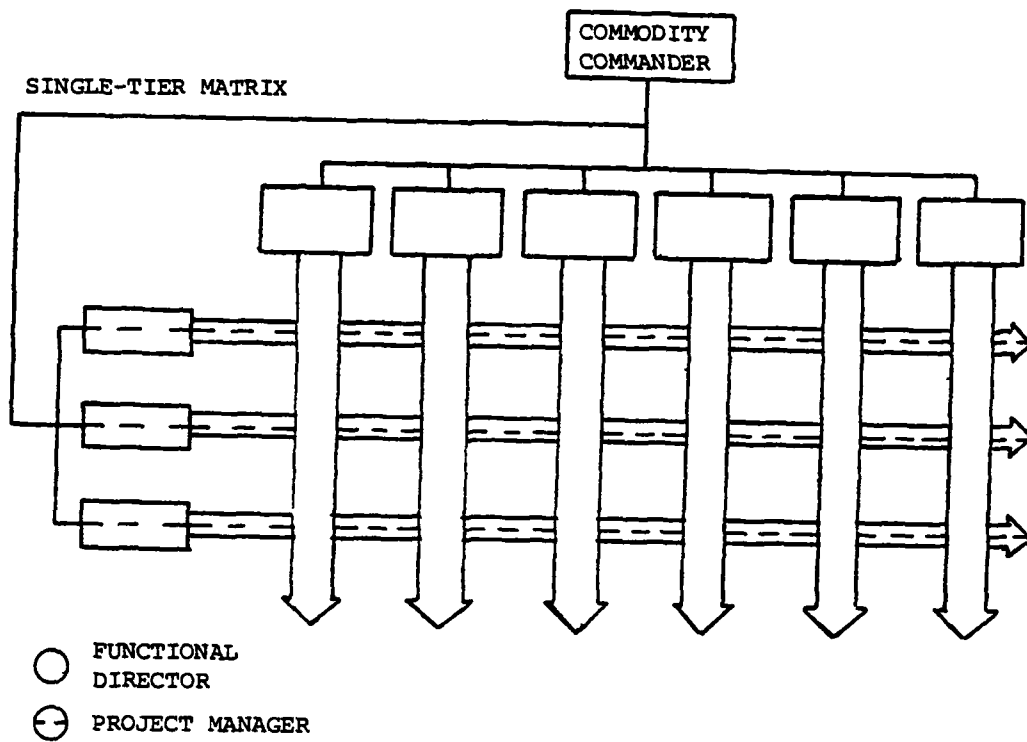 COMMODITY
COMMANDER
SINGLE-TIER MATRIX
FUNCTIONAL
DIRECTOR
PROJECT MANAGER